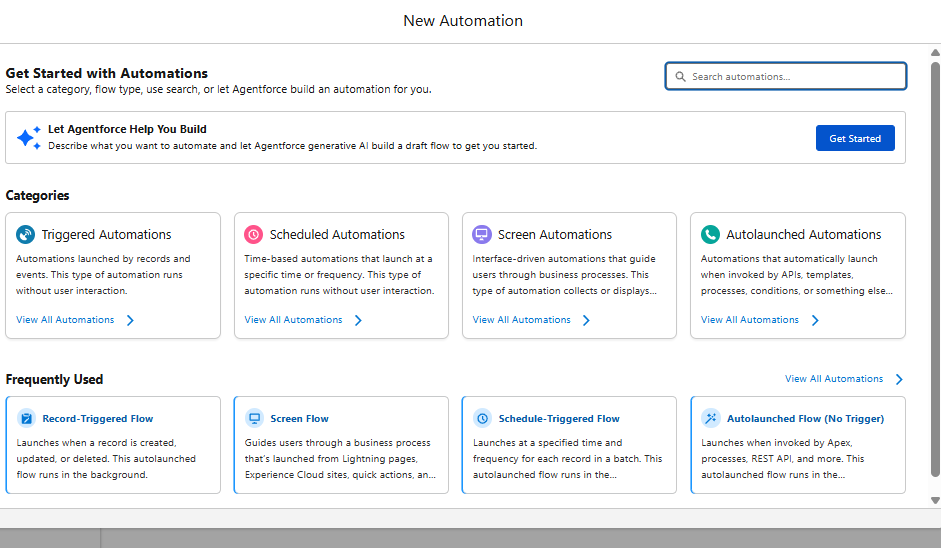 New Automation
Get Started with Automations
Select a category, flow type, use search, or let Agentforce build an automation for you.
Search automations...
Let Agentforce Help You Build
Describe what you want to automate and let Agentforce generative AI build a draft flow to get you started.
Get Started
Categories
Triggered Automations
Automations launched by records and
events. This type of automation runs
without user interaction.
View All Automations
Scheduled Automations
Time-based automations that launch at a
specific time or frequency. This type of
automation runs without user interaction.
View All Automations
Screen Automations
Interface-driven automations that guide
users through business processes. This
type of automation collects or displays...
View All Automations
Autolaunched Automations
Automations that automatically launch
when invoked by APIs, templates,
processes, conditions, or something else...
View All Automations
Frequently Used
View All Automations
Record-Triggered Flow
Launches when a record is created,
updated, or deleted. This autolaunched
flow runs in the background.
Screen Flow
Guides users through a business process
that's launched from Lightning pages,
Experience Cloud sites, quick actions, an...
Schedule-Triggered Flow
Launches at a specified time and
frequency for each record in a batch. This
autolaunched flow runs in the...
Autolaunched Flow (No Trigger)
Launches when invoked by Apex,
processes, REST API, and more. This
autolaunched flow runs in the...